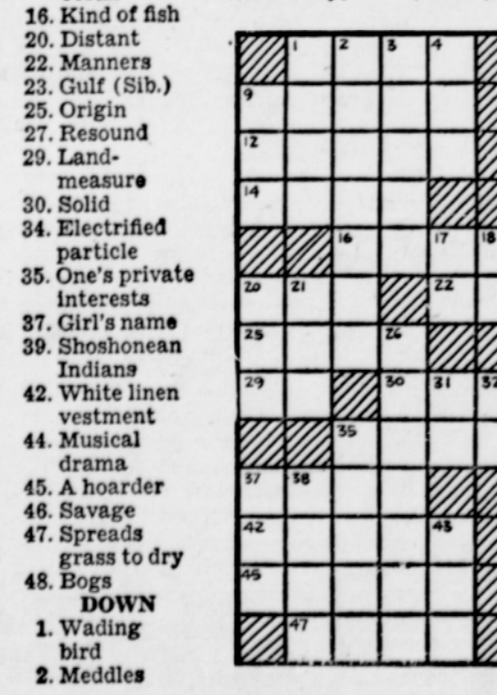 16. Kind of fish
20. Distant
22. Manners
23. Gulf (Sib.)
25. Origin
27. Resound
29. Land-
measure
30. Solid
34. Electrified
particle
35. One's private
interests
37. Girl's name
39. Shoshonean
Indians
42. White linen
vestment
44. Musical
drama
45. A hoarder
46. Savage
47. Spreads
grass to dry
48. Bogs
DOWN
1. Wading
bird
2. Meddles
1 2 3 4
9
12
14
16 17 18
20 21 22
25 26
29 30 31 32
35
37 38
42 43
45
47